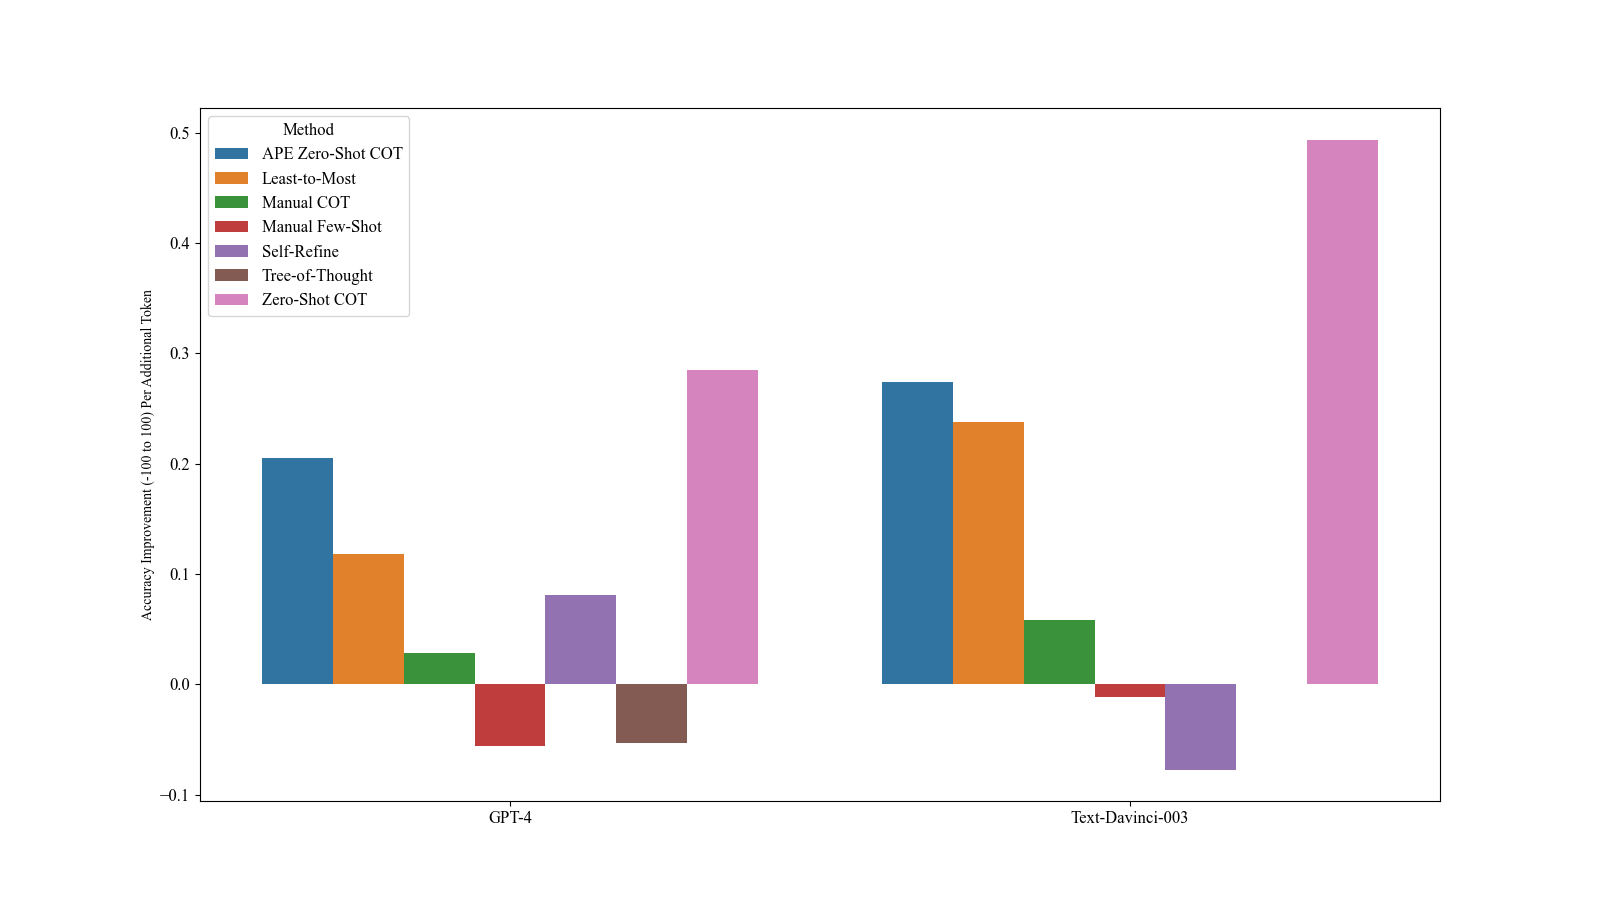 Method
APE Zero-Shot COT
Least-to-Most
Manual COT
Manual Few-Shot
Self-Refine
Tree-of-Thought
Zero-Shot COT
0.5
0.4
0.3
0.2
0.1
0.0
−0.1
Accuracy Improvement (-100 to 100) Per Additional Token
GPT-4
Text-Davinci-003